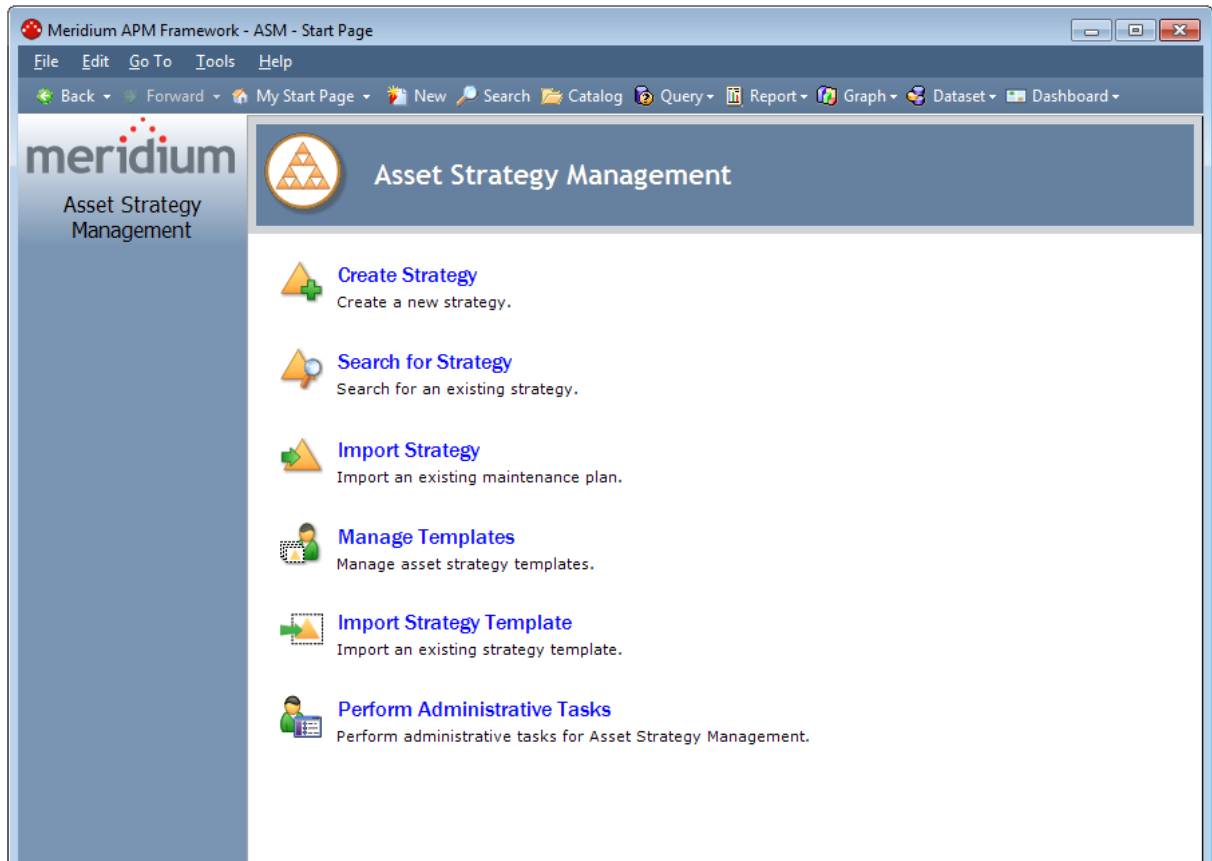 Meridium APM Framework - ASM - Start Page
File Edit Go To Tools Help
Back Forward My Start Page New Search Catalog Query Report Graph Dataset Dashboard
meridium
Asset Strategy
Management
Asset Strategy Management
Create Strategy
Create a new strategy.
Search for Strategy
Search for an existing strategy.
Import Strategy
Import an existing maintenance plan.
Manage Templates
Manage asset strategy templates.
Import Strategy Template
Import an existing strategy template.
Perform Administrative Tasks
Perform administrative tasks for Asset Strategy Management.